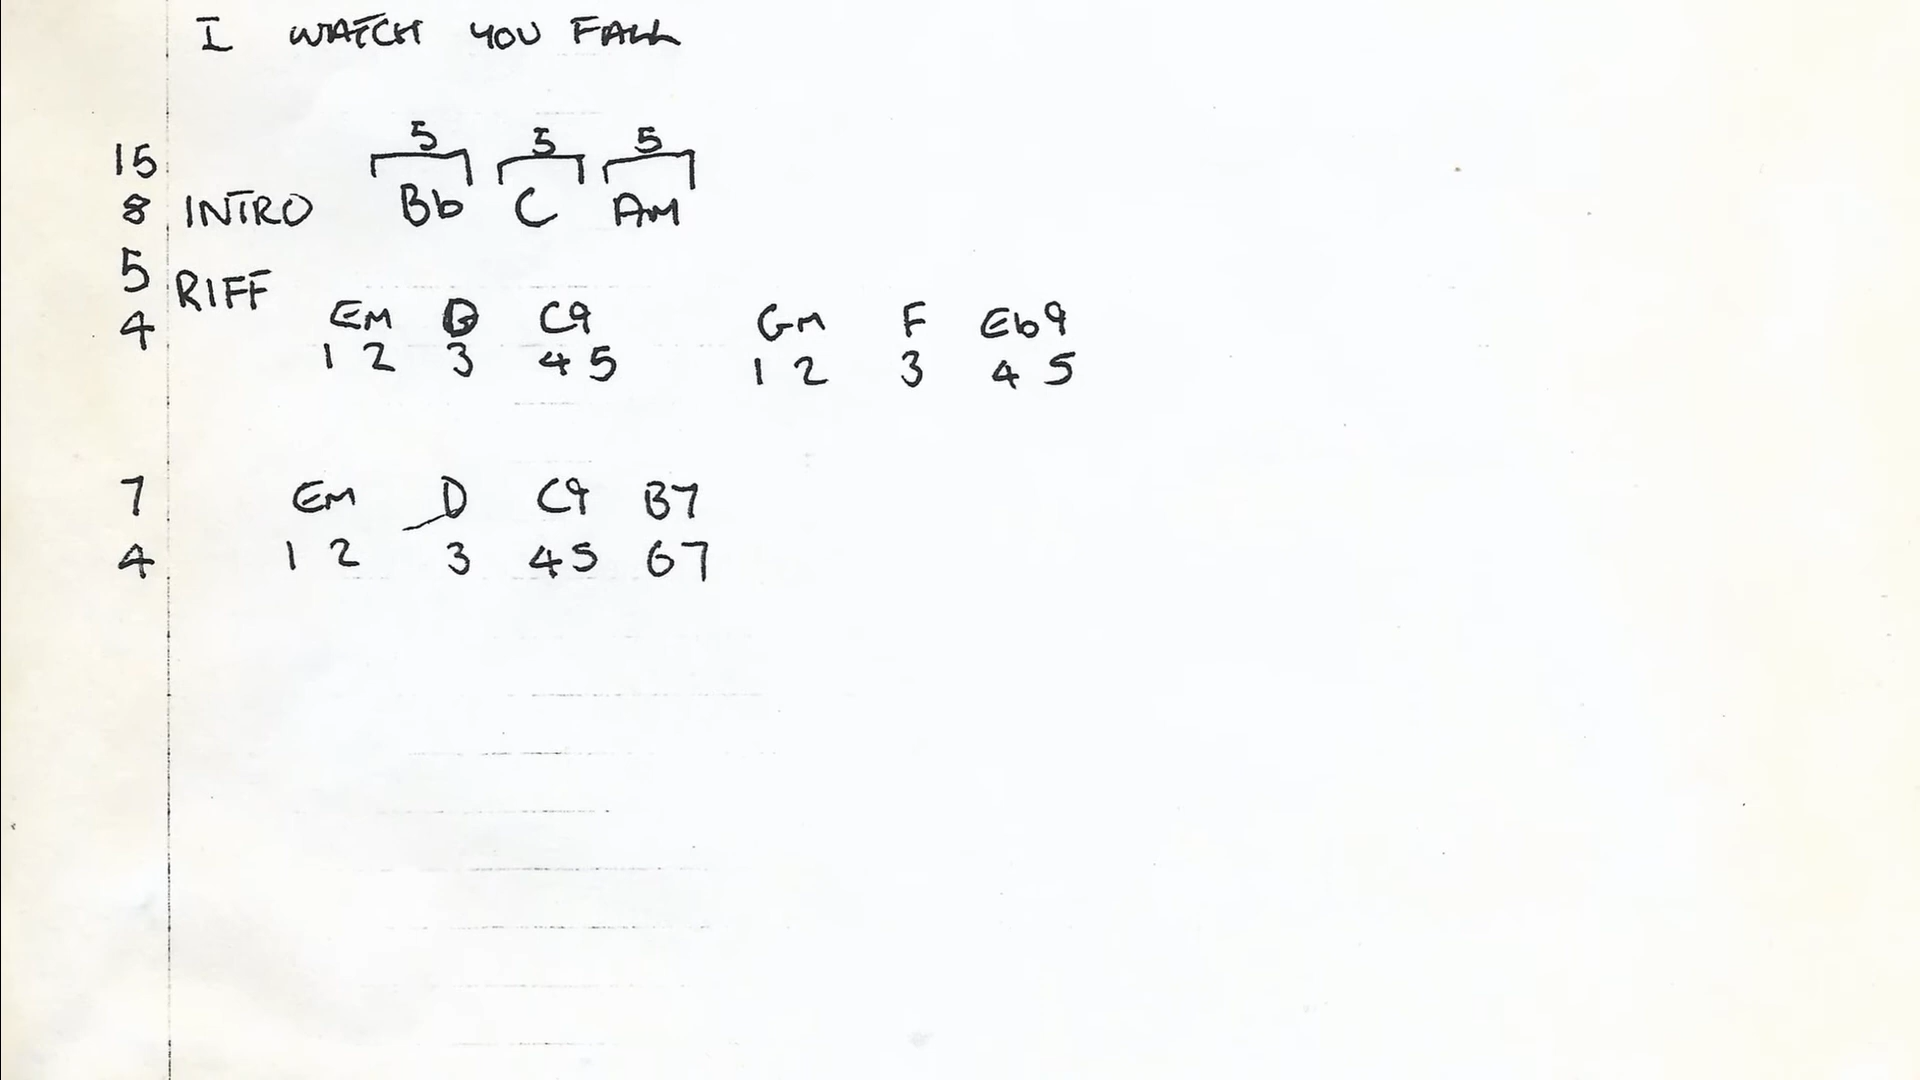 I WATCH YOU FALL
5 5 5
15
8 INTRO Bb C Am
5 RIFF
4 Em D C9 Gm F Eb9
1 2 3 4 5 1 2 3 4 5
7 Em D C9 B7
4 1 2 3 4 5 6 7